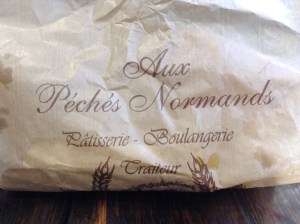 Aux
Péchés Normands
Pâtisserie - Boulangerie
Traiteur